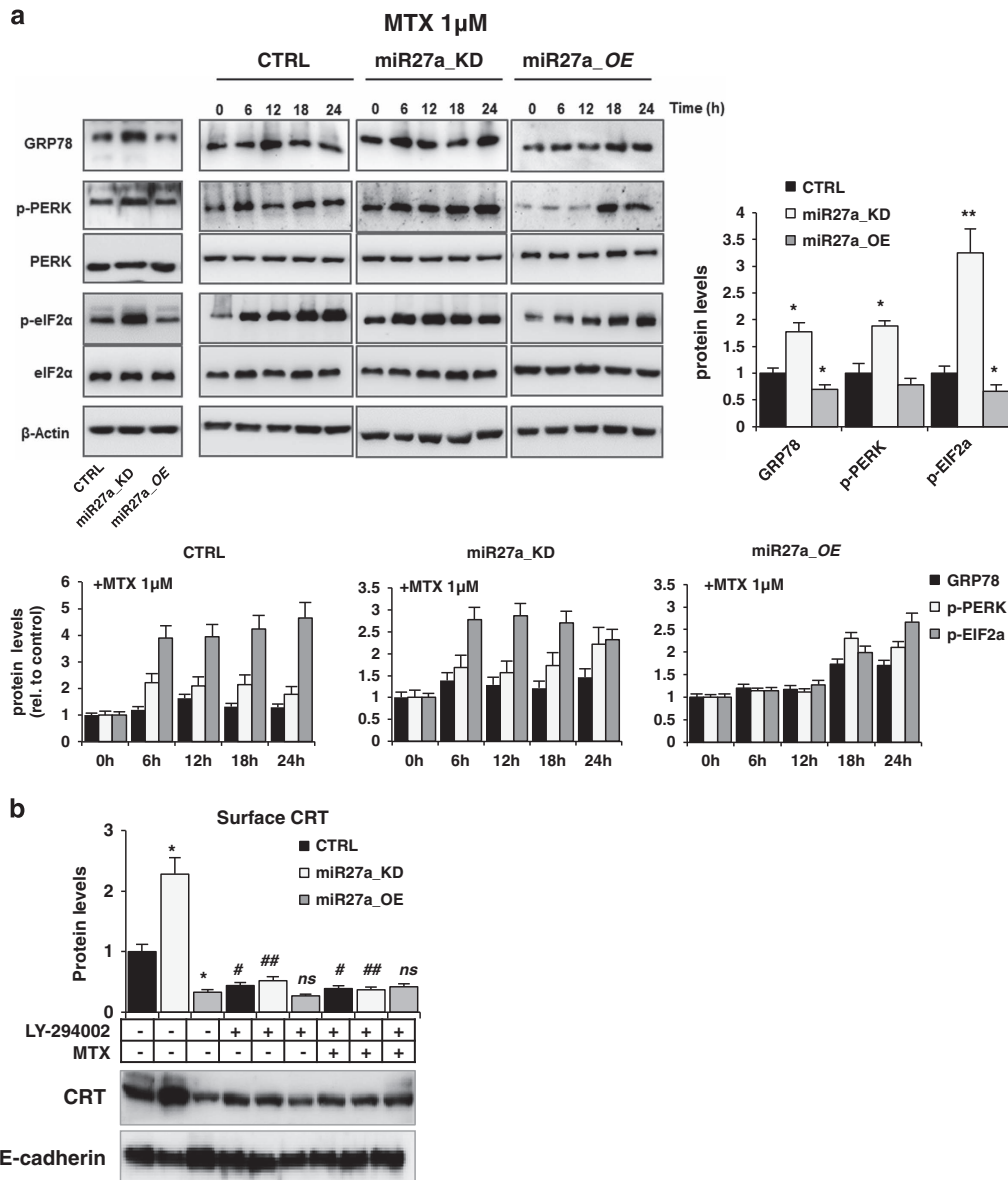 a
MTX 1µM
CTRL miR27a_KD miR27a_OE
0 6 12 18 24 0 6 12 18 24 0 6 12 18 24 Time (h)
GRP78
p-PERK
PERK
p-eIF2α
eIF2α
β-Actin
CTRL
miR27a_KD
miR27a_OE
CTRL
miR27a_KD
miR27a_OE
protein levels
4
3.5
3
2.5
2
1.5
1
0.5
0
* * * ** *
GRP78 p-PERK p-EIF2a
CTRL
+MTX 1µM
protein levels
(rel. to control)
6
5
4
3
2
1
0
0h 6h 12h 18h 24h
miR27a_KD
+MTX 1µM
3.5
3
2.5
2
1.5
1
0.5
0
0h 6h 12h 18h 24h
miR27a_OE
+MTX 1µM
3.5
3
2.5
2
1.5
1
0.5
0
0h 6h 12h 18h 24h
GRP78
p-PERK
p-EIF2a
b
Surface CRT
CTRL
miR27a_KD
miR27a_OE
Protein levels
3
2
1
0
* * # ## ns # ## ns
LY-294002 - - - + + + + + +
MTX - - - - - - + + +
CRT
E-cadherin